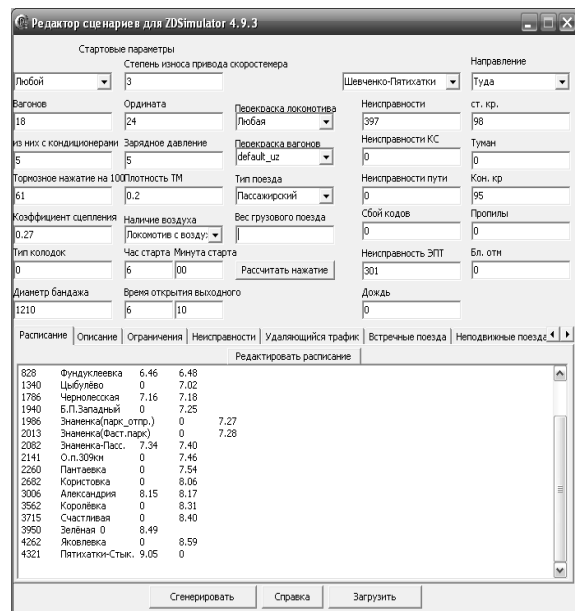 Редактор сценариев для ZDSimulator 4.9.3
Стартовые параметры
Степень износа привода скоростемера
Направление
Любой
3
Шевченко-Пятихатки
Туда
Вагонов
Ордината
Перекраска локомотива
Неисправности
ст. кр.
18
24
Любая
397
98
из них с кондиционерами
Зарядное давление
Перекраска вагонов
Неисправности КС
Туман
5
5
default_uz
0
0
Тормозное нажатие на 100
Плотность ТМ
Тип поезда
Неисправности пути
Кон. кр
61
0.2
Пассажирский
0
95
Коэффициент сцепления
Наличие воздуха
Вес грузового поезда
Сбой кодов
Пропилы
0.27
Локомотив с возду:
0
0
Тип колодок
Час старта
Минута старта
Неисправность ЭПТ
Бл. отн
0
6
00
Рассчитать нажатие
301
0
Диаметр бандажа
Время открытия выходного
Дождь
1210
6
10
0
Расписание
Описание
Ограничения
Неисправности
Удаляющийся трафик
Встречные поезда
Неподвижные поезда
Редактировать расписание
828 Фундуклеевка 6.46 6.48
1340 Цыбулёво 0 7.02
1786 Чернолесская 7.16 7.18
1940 Б.П.Западный 0 7.25
1986 Знаменка(парк_отпр.) 0 7.27
2013 Знаменка(Фаст.парк) 0 7.28
2082 Знаменка-Пасс. 7.34 7.40
2141 О.п.309км 0 7.46
2260 Пантаевка 0 7.54
2682 Користовка 0 8.06
3006 Александрия 8.15 8.17
3562 Королёвка 0 8.31
3715 Счастливая 0 8.40
3950 Зелёная 0 8.49
4262 Яковлевка 0 8.59
4321 Пятихатки-Стык. 9.05 0
Сгенерировать
Справка
Загрузить